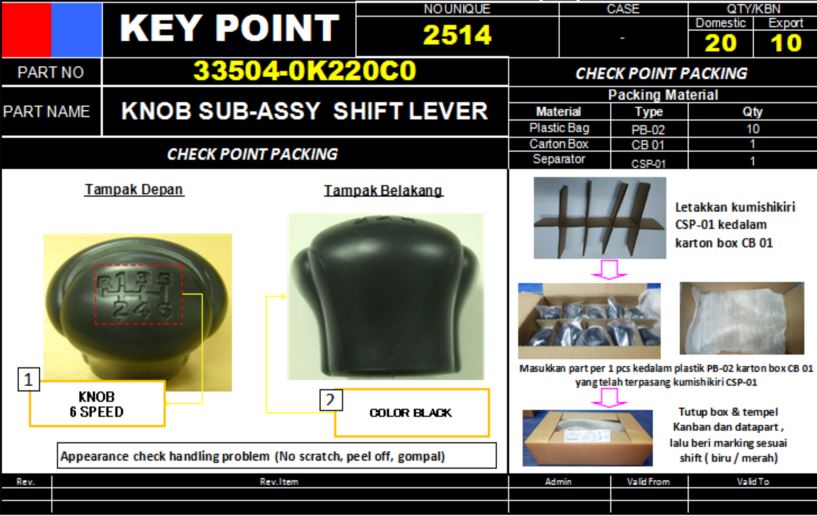 KEY POINT
NO UNIQUE
2514
CASE
-
QTY/KBN
Domestic
Export
20
10
PART NO
33504-0K220C0
CHECK POINT PACKING
PART NAME
KNOB SUB-ASSY SHIFT LEVER
Packing Material
Material Type Qty
Plastic Bag PB-02 10
Carton Box CB 01 1
Separator CSP-01 1
CHECK POINT PACKING
Tampak Depan
Tampak Belakang
R 1 3 5
2 4 6
1
KNOB
6 SPEED
2
COLOR BLACK
Appearance check handling problem (No scratch, peel off, gompal)
Letakkan kumishikiri
CSP-01 kedalam
karton box CB 01
Masukkan part per 1 pcs kedalam plastik PB-02 karton box CB 01
yang telah terpasang kumishikiri CSP-01
Tutup box & tempel
Kanban dan datapart ,
lalu beri marking sesuai
shift ( biru / merah)
Rev. Rev.Item Admin Valid From Valid To